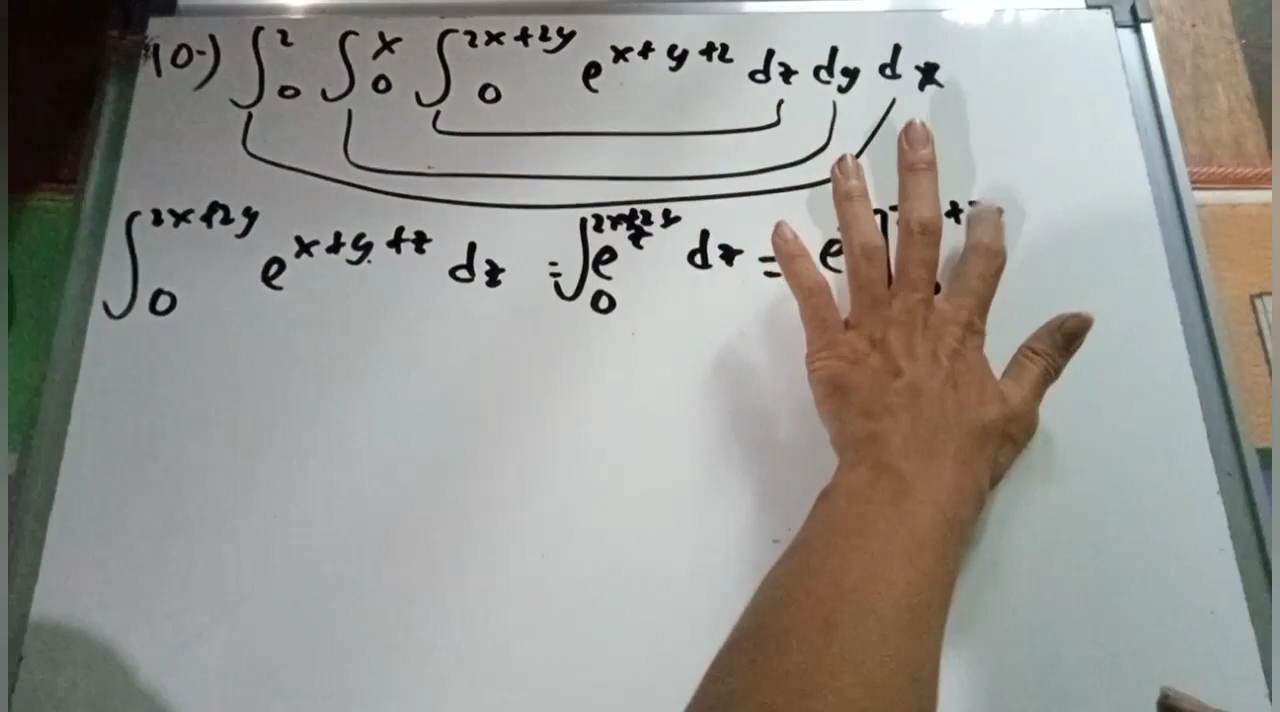 10.) ∫₀² ∫₀ˣ ∫₀^{2x+2y} e^{x+y+z} dz dy dx
∫₀^{2x+2y} e^{x+y+z} dz = ∫₀^{2x+2y} e^z dz = e